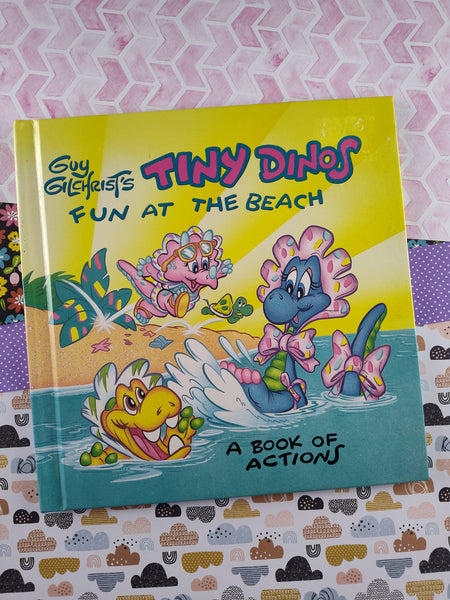 Guy
Gilchrist's
TINY DINOS
FUN AT THE BEACH
A BOOK OF
ACTIONS